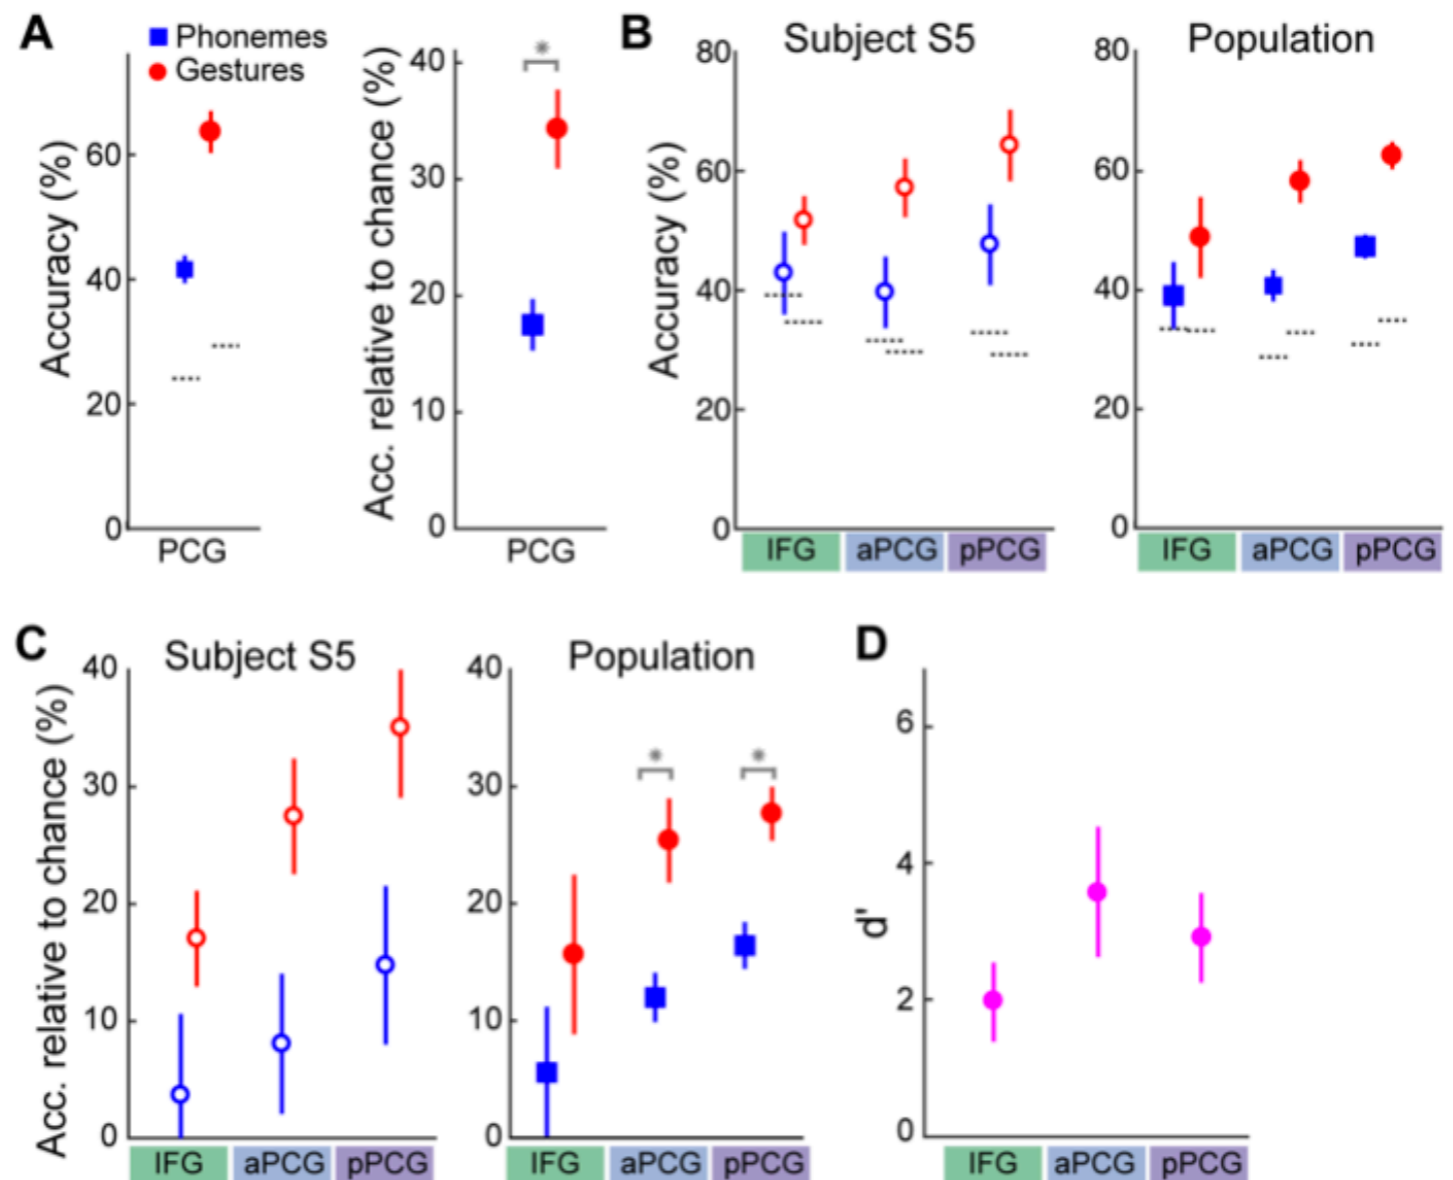 A
Phonemes
Gestures
Accuracy (%)
60
40
20
0
PCG
Acc. relative to chance (%)
40
30
20
10
0
*
PCG
B
Subject S5
Accuracy (%)
80
60
40
20
0
IFG aPCG pPCG
Population
80
60
40
20
0
IFG aPCG pPCG
C
Subject S5
Acc. relative to chance (%)
40
30
20
10
0
IFG aPCG pPCG
Population
40
30
20
10
0
* *
IFG aPCG pPCG
D
d'
6
4
2
0
IFG aPCG pPCG